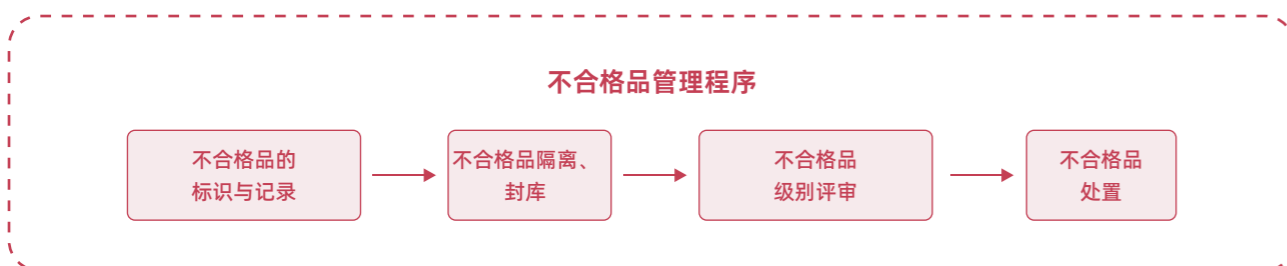 不合格品管理程序
不合格品的
标识与记录
不合格品隔离、
封库
不合格品
级别评审
不合格品
处置